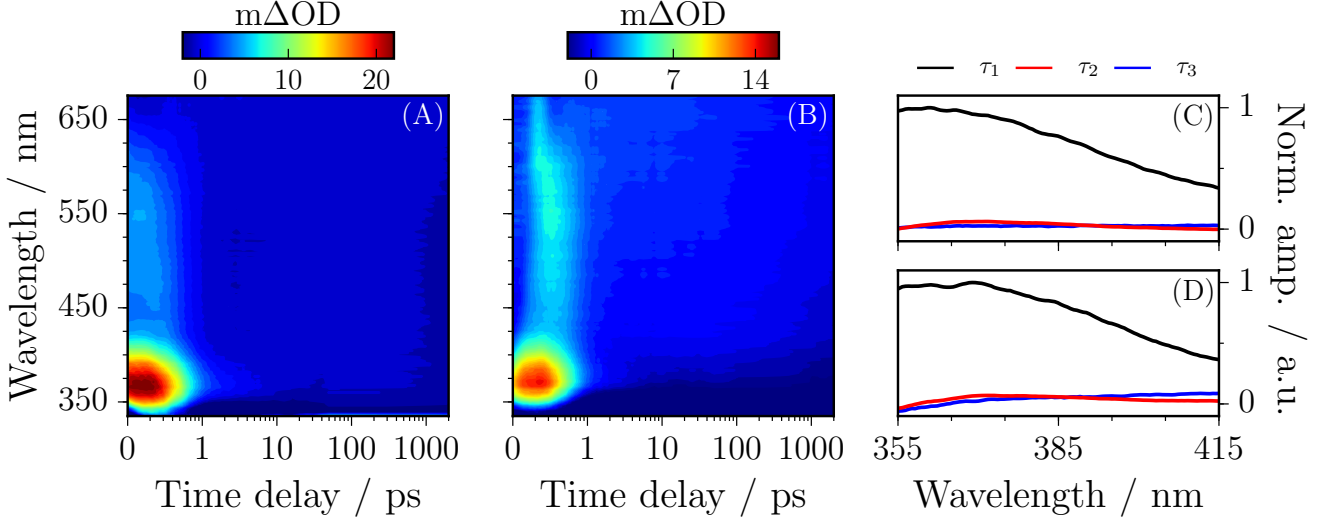 mΔOD
0 10 20
mΔOD
0 7 14
τ1 τ2 τ3
Wavelength / nm
650
550
450
350
(A)
0 1 10 100 1000
Time delay / ps
(B)
0 1 10 100 1000
Time delay / ps
(C)
1
0
(D)
1
0
Norm. amp. / a.u.
355 385 415
Wavelength / nm